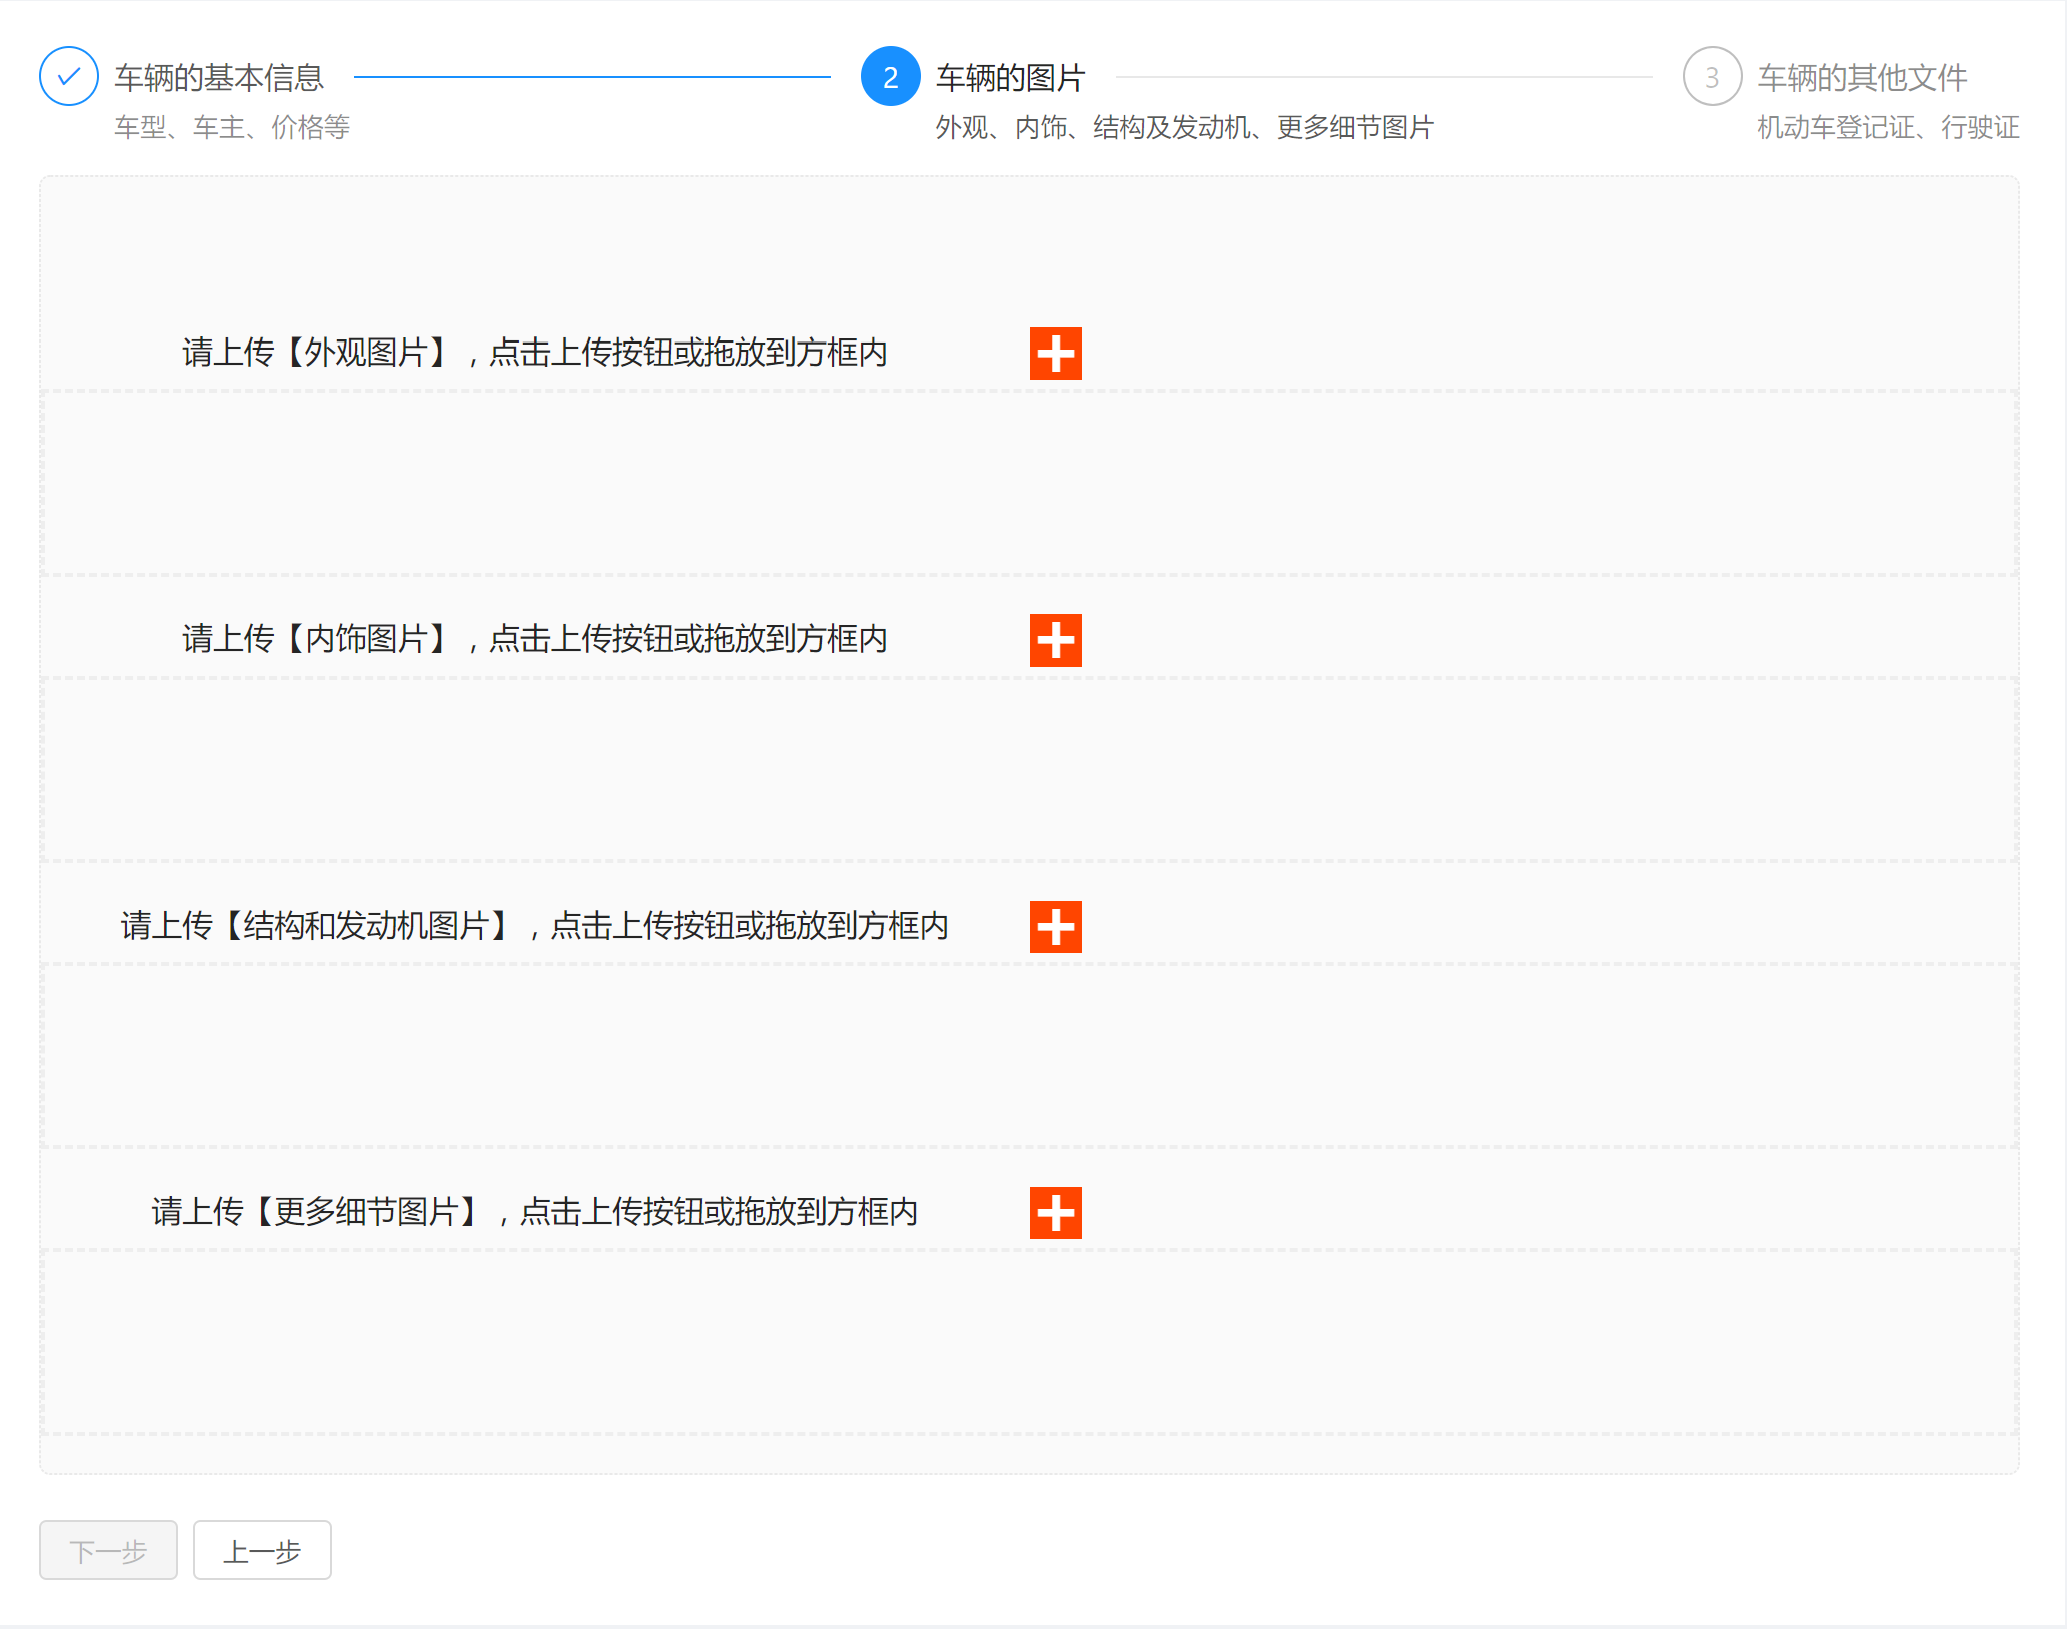 车辆的基本信息
车型、车主、价格等
2
车辆的图片
外观、内饰、结构及发动机、更多细节图片
3
车辆的其他文件
机动车登记证、行驶证
请上传【外观图片】，点击上传按钮或拖放到方框内
请上传【内饰图片】，点击上传按钮或拖放到方框内
请上传【结构和发动机图片】，点击上传按钮或拖放到方框内
请上传【更多细节图片】，点击上传按钮或拖放到方框内
下一步
上一步